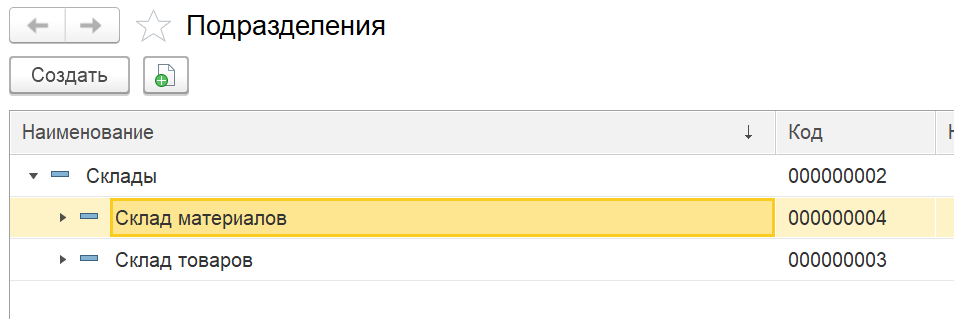 Подразделения
Создать
Наименование ↓ Код
Склады 000000002
Склад материалов 000000004
Склад товаров 000000003